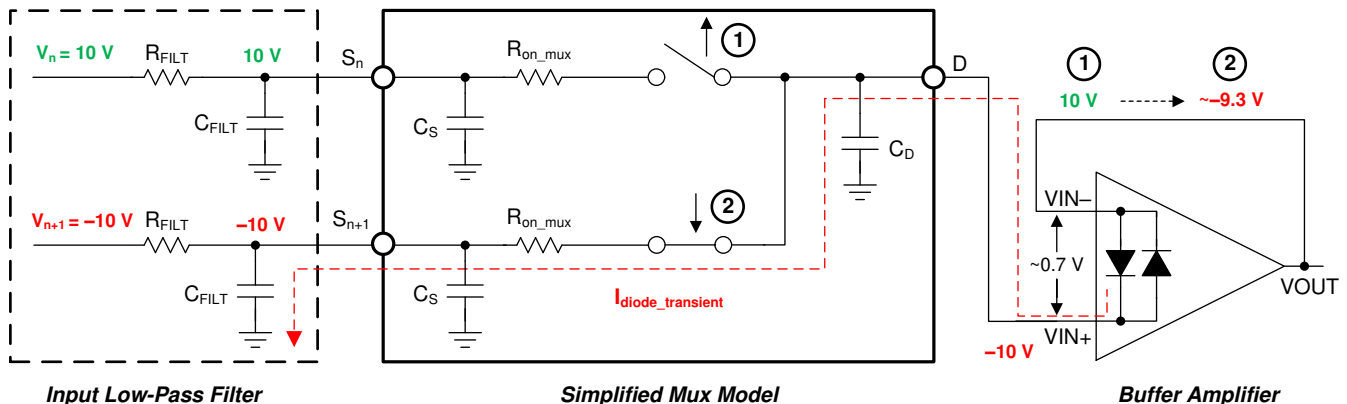 Vn = 10 V
RFILT
10 V
Sn
Ron_mux
1
D
1
2
10 V
~–9.3 V
CFILT
CS
CD
Vn+1 = –10 V
RFILT
–10 V
Sn+1
Ron_mux
2
VIN–
~0.7 V
CFILT
CS
Idiode_transient
VOUT
VIN+
–10 V
Input Low-Pass Filter
Simplified Mux Model
Buffer Amplifier